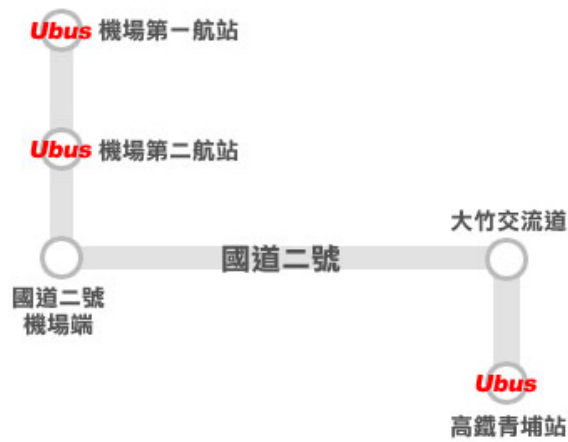 Ubus 機場第一航站
Ubus 機場第二航站
大竹交流道
國道二號
國道二號
機場端
Ubus
高鐵青埔站